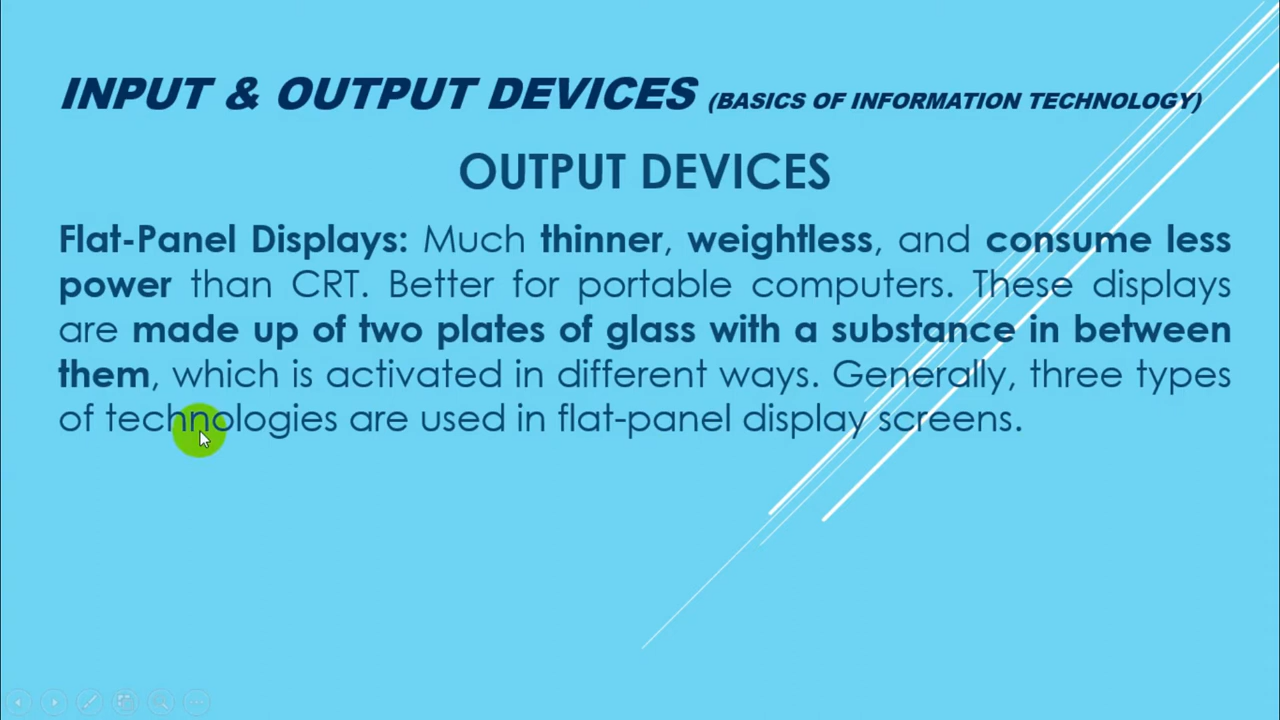 INPUT & OUTPUT DEVICES (BASICS OF INFORMATION TECHNOLOGY)
OUTPUT DEVICES
Flat-Panel Displays: Much thinner, weightless, and consume less
power than CRT. Better for portable computers. These displays
are made up of two plates of glass with a substance in between
them, which is activated in different ways. Generally, three types
of technologies are used in flat-panel display screens.